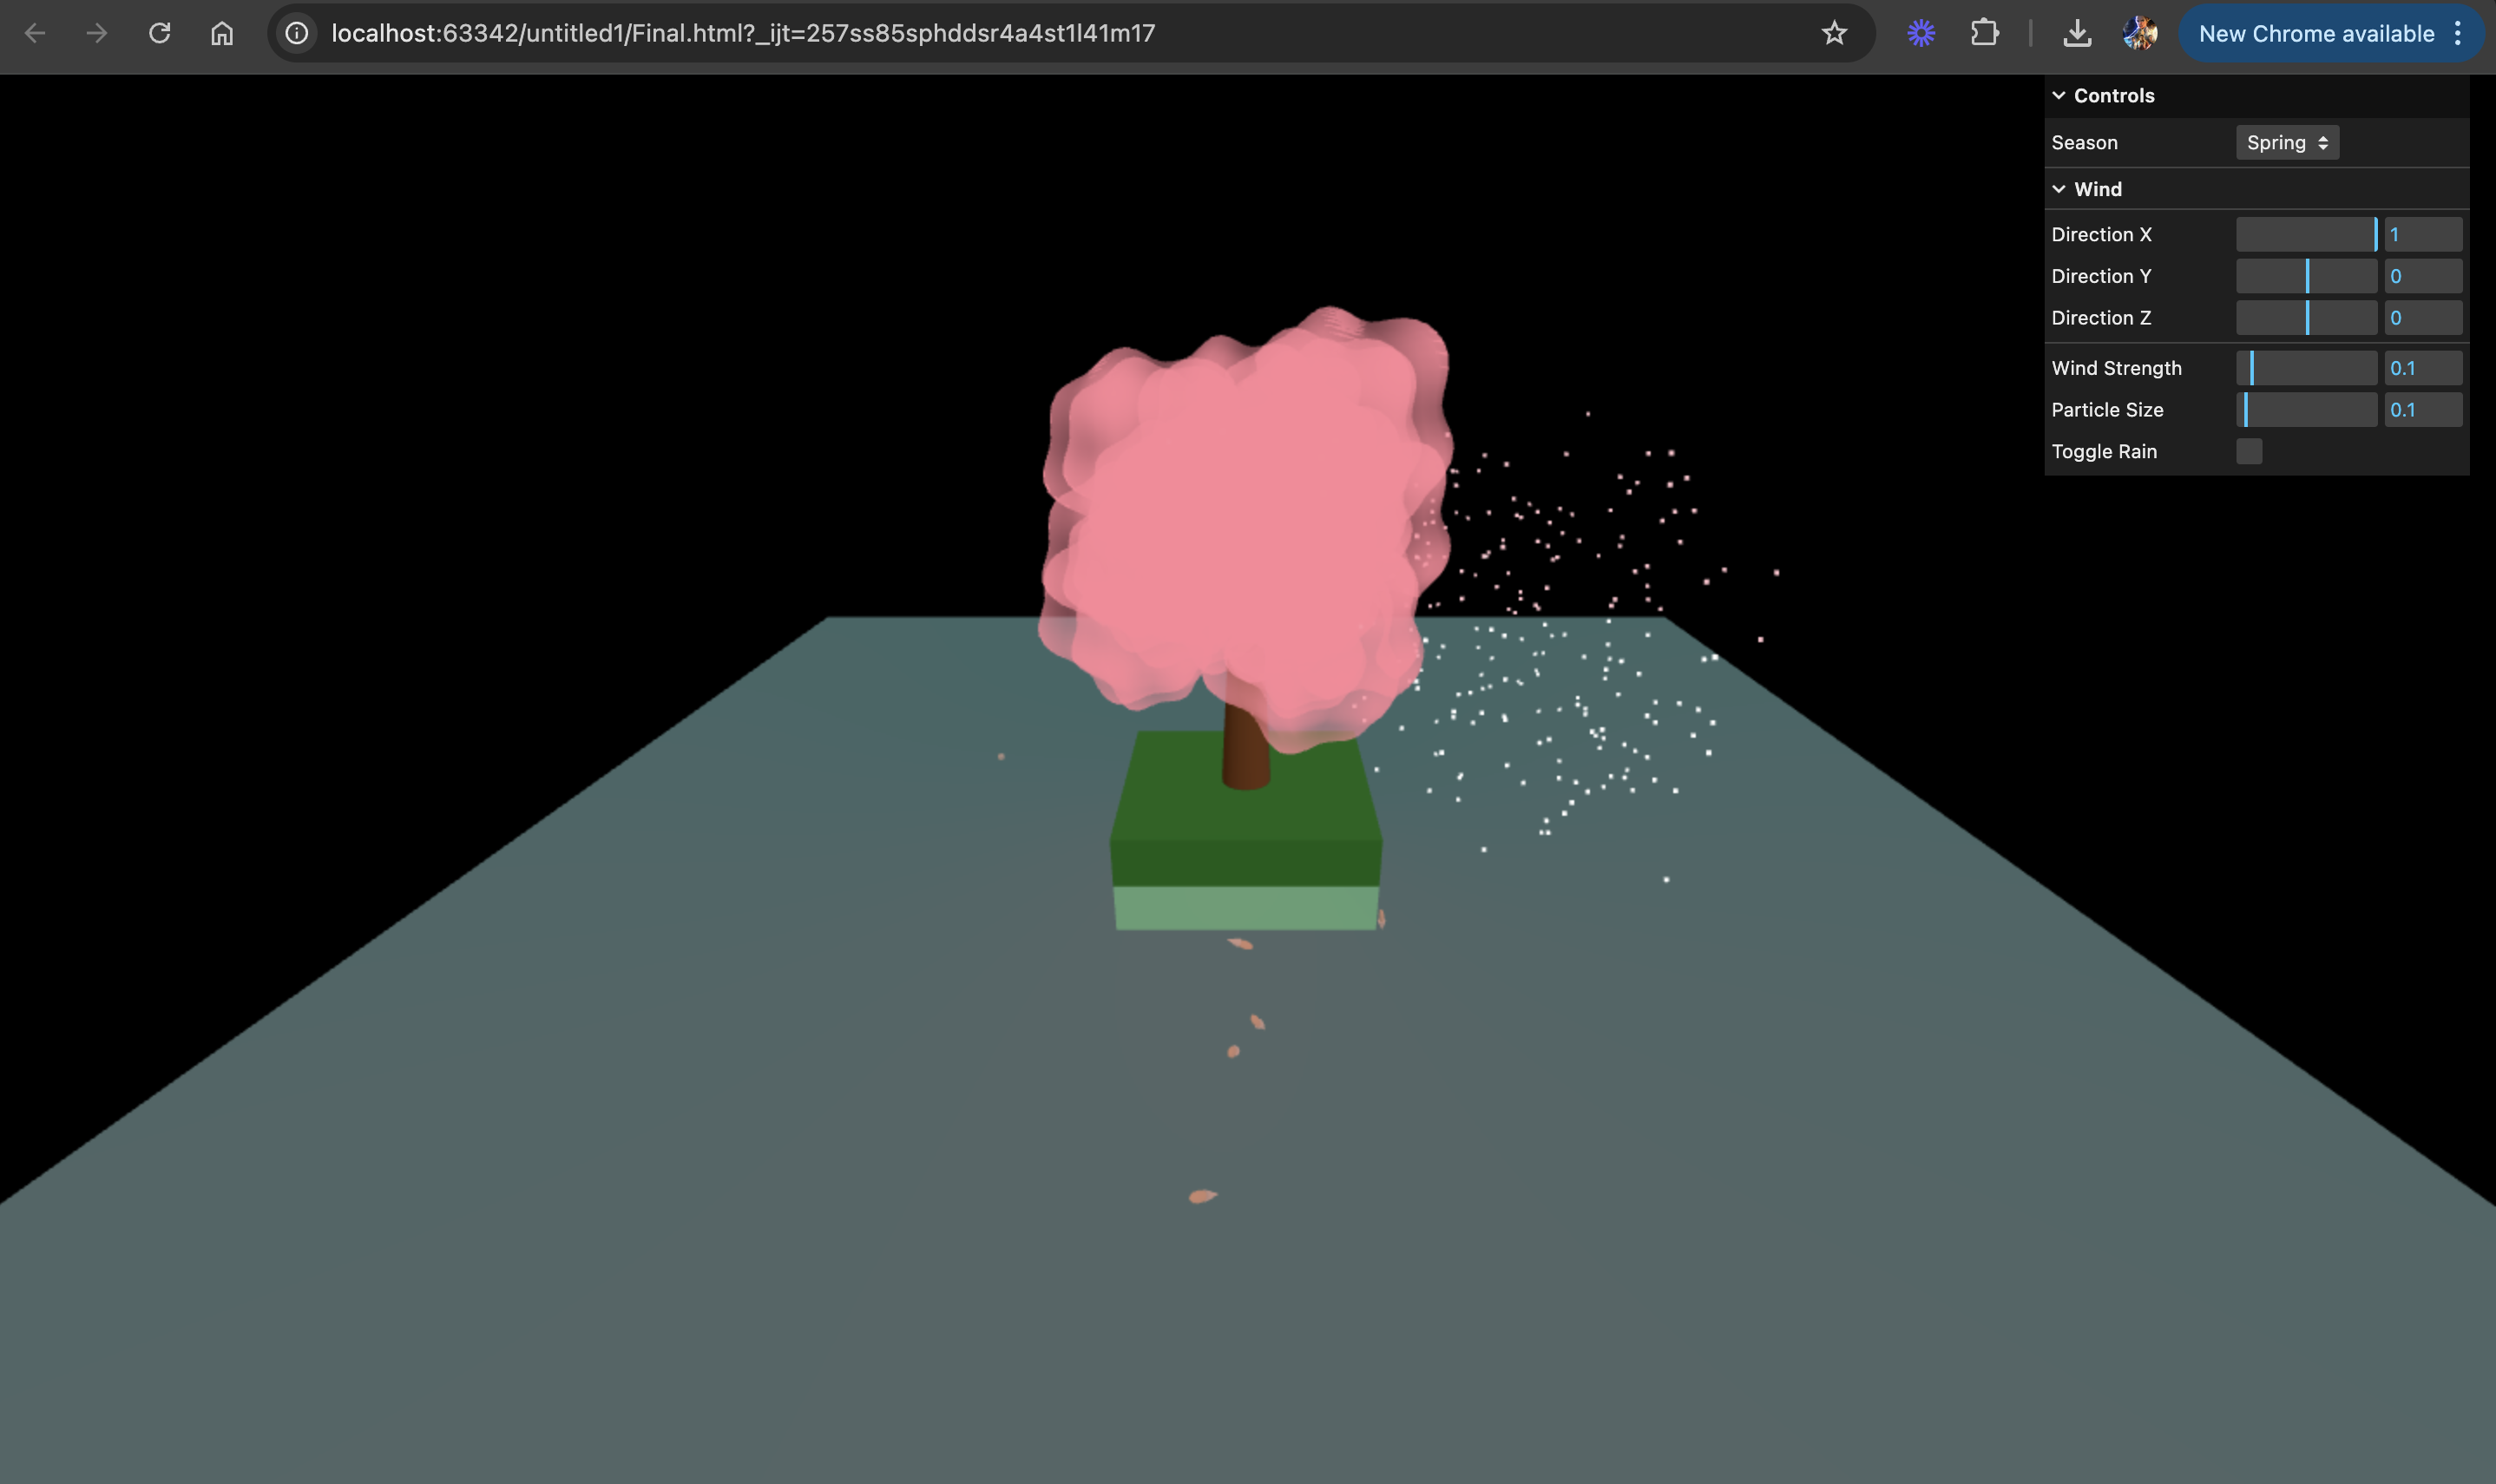 localhost:63342/untitled1/Final.html?_ijt=257ss85sphddsr4a4st1l41m17
New Chrome available
Controls
Season Spring
Wind
Direction X 1
Direction Y 0
Direction Z 0
Wind Strength 0.1
Particle Size 0.1
Toggle Rain